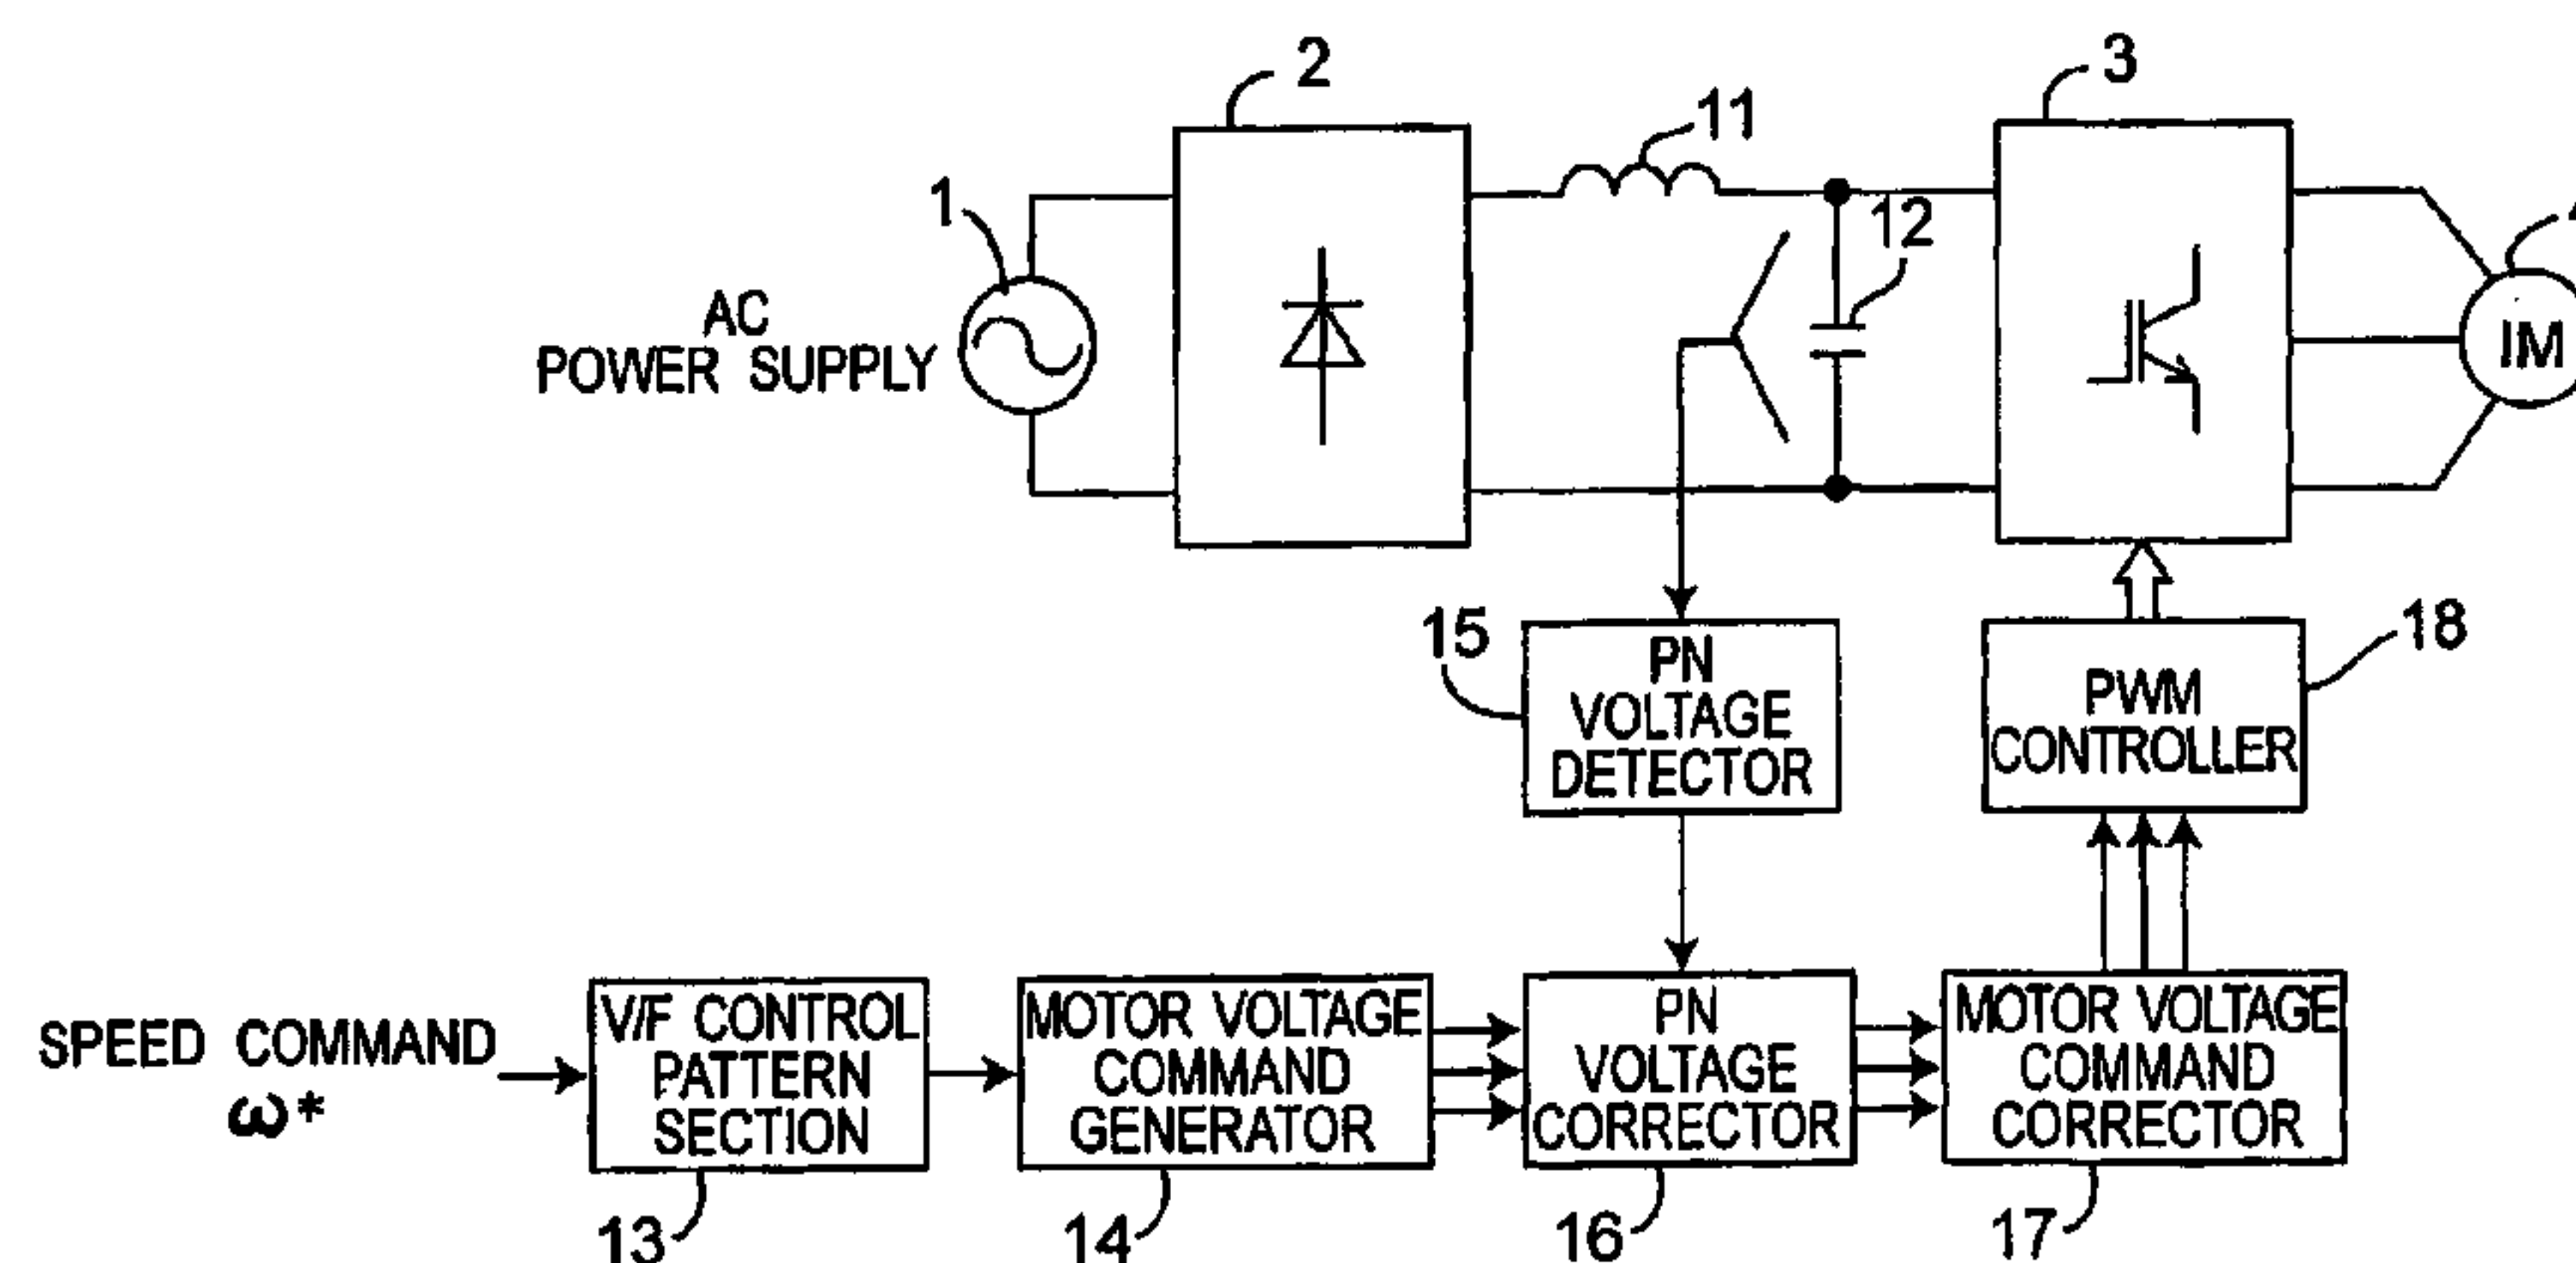 2
3
11
1
12
AC
POWER SUPPLY
IM
15
PN
VOLTAGE
DETECTOR
18
PWM
CONTROLLER
SPEED COMMAND
ω*
V/F CONTROL
PATTERN
SECTION
MOTOR VOLTAGE
COMMAND
GENERATOR
PN
VOLTAGE
CORRECTOR
MOTOR VOLTAGE
COMMAND
CORRECTOR
13
14
16
17